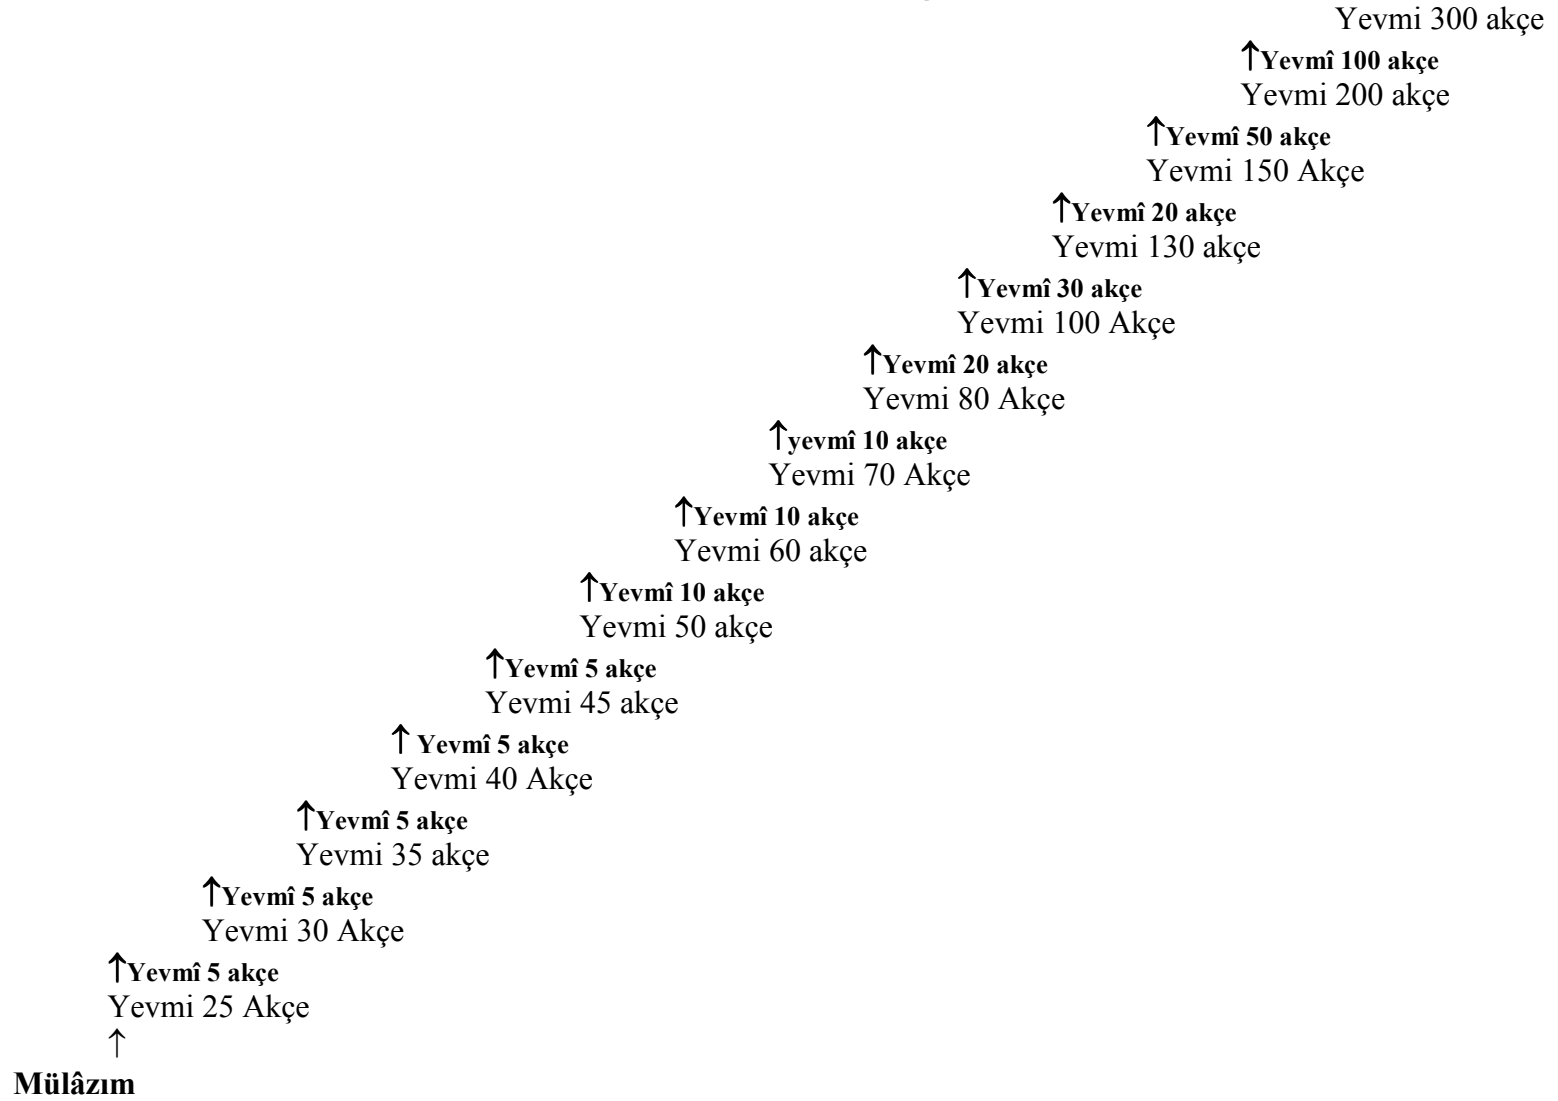 Yevmi 300 akçe
↑Yevmî 100 akçe
Yevmi 200 akçe
↑Yevmî 50 akçe
Yevmi 150 Akçe
↑Yevmî 20 akçe
Yevmi 130 akçe
↑Yevmî 30 akçe
Yevmi 100 Akçe
↑Yevmî 20 akçe
Yevmi 80 Akçe
↑yevmî 10 akçe
Yevmi 70 Akçe
↑Yevmî 10 akçe
Yevmi 60 akçe
↑Yevmî 10 akçe
Yevmi 50 akçe
↑Yevmî 5 akçe
Yevmi 45 akçe
↑ Yevmî 5 akçe
Yevmi 40 Akçe
↑Yevmî 5 akçe
Yevmi 35 akçe
↑Yevmî 5 akçe
Yevmi 30 Akçe
↑Yevmî 5 akçe
Yevmi 25 Akçe
↑
Mülâzım